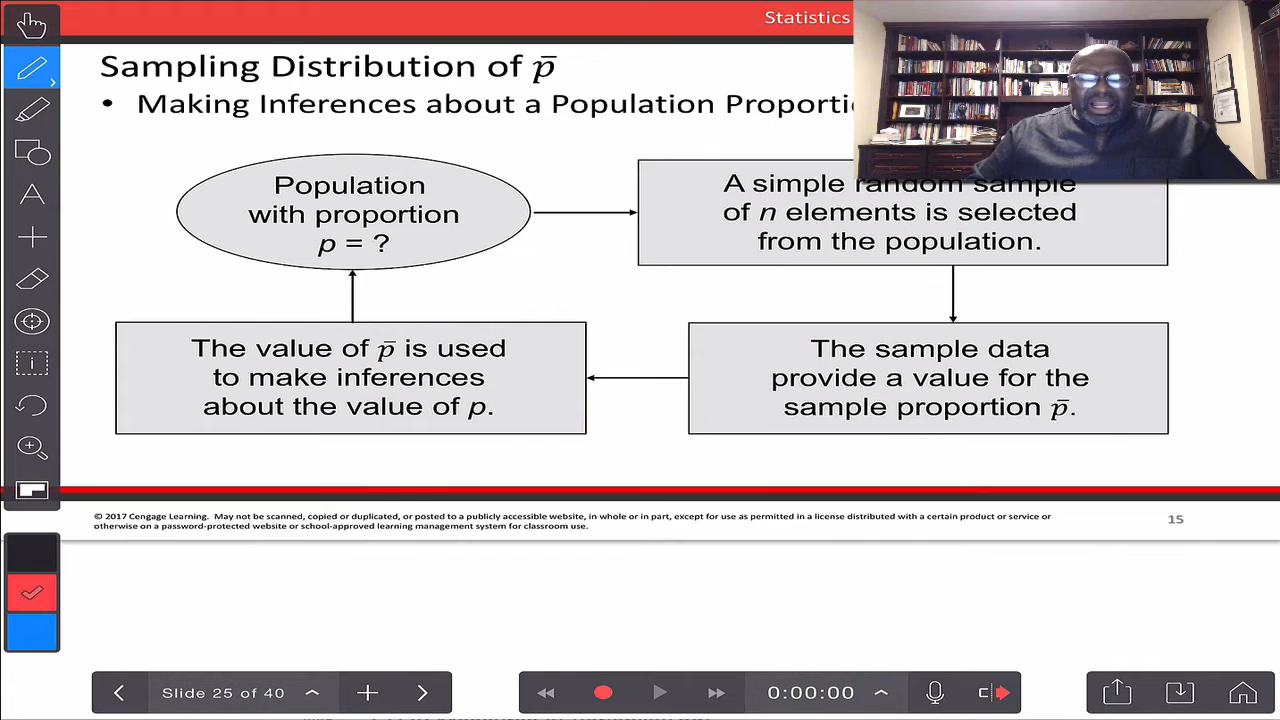 Statistics
Sampling Distribution of p̄
• Making Inferences about a Population
Population
with proportion
p = ?
A simple random sample
of n elements is selected
from the population.
The value of p̄ is used
to make inferences
about the value of p.
The sample data
provide a value for the
sample proportion p̄.
© 2017 Cengage Learning. May not be scanned, copied or duplicated, or posted to a publicly accessible website, in whole or in part, except for use as permitted in a license distributed with a certain product or service or
otherwise on a password-protected website or school-approved learning management system for classroom use.
15
A
i
Slide 25 of 40
0:00:00